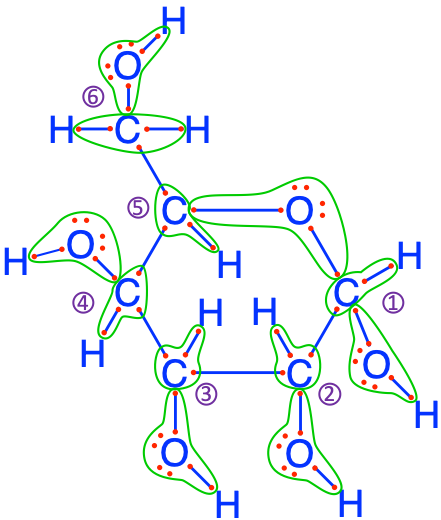 H
O
⑥
H C H
⑤ C O
O
H H H
④ C C ①
H H
H O
C C
③ ②
H
O O
H H